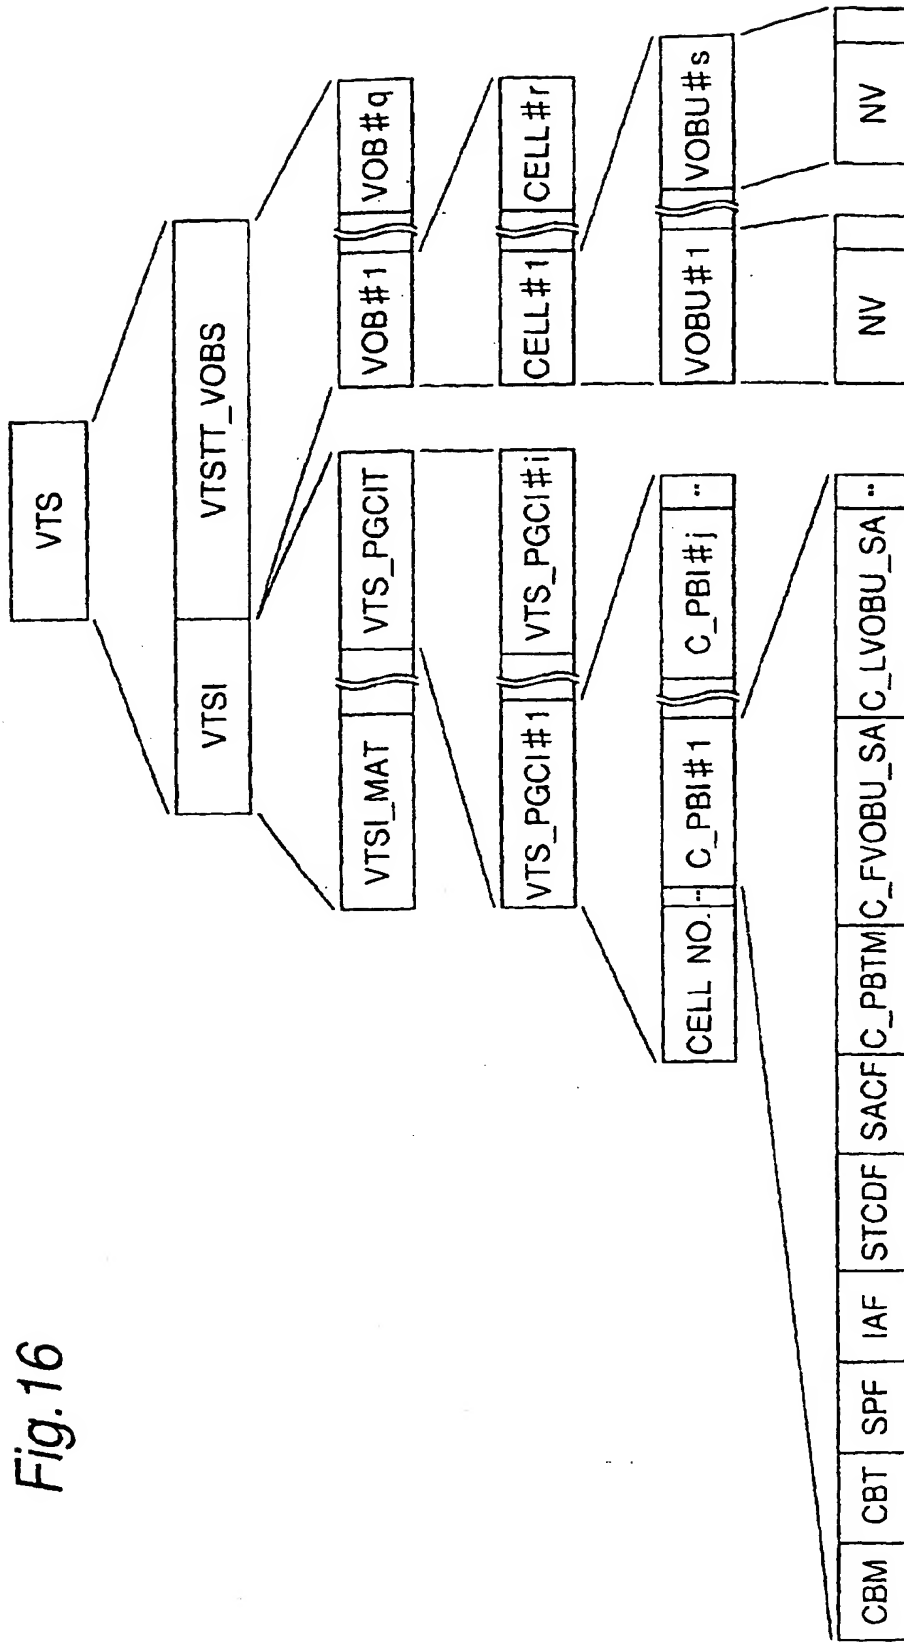 Fig.16
VTS
VTSI VTSTT_VOBS
VTSI_MAT VTS_PGCIT VOB#1 VOB#q
VTS_PGCI#1 VTS_PGCI#i CELL#1 CELL#r
CELL NO. -- C_PBI#1 C_PBI#j -- VOBU#1 VOBU#s
CBM CBT SPF IAF STCDF SACF C_PBTM C_FVOBU_SA C_LVOBU_SA -- NV NV